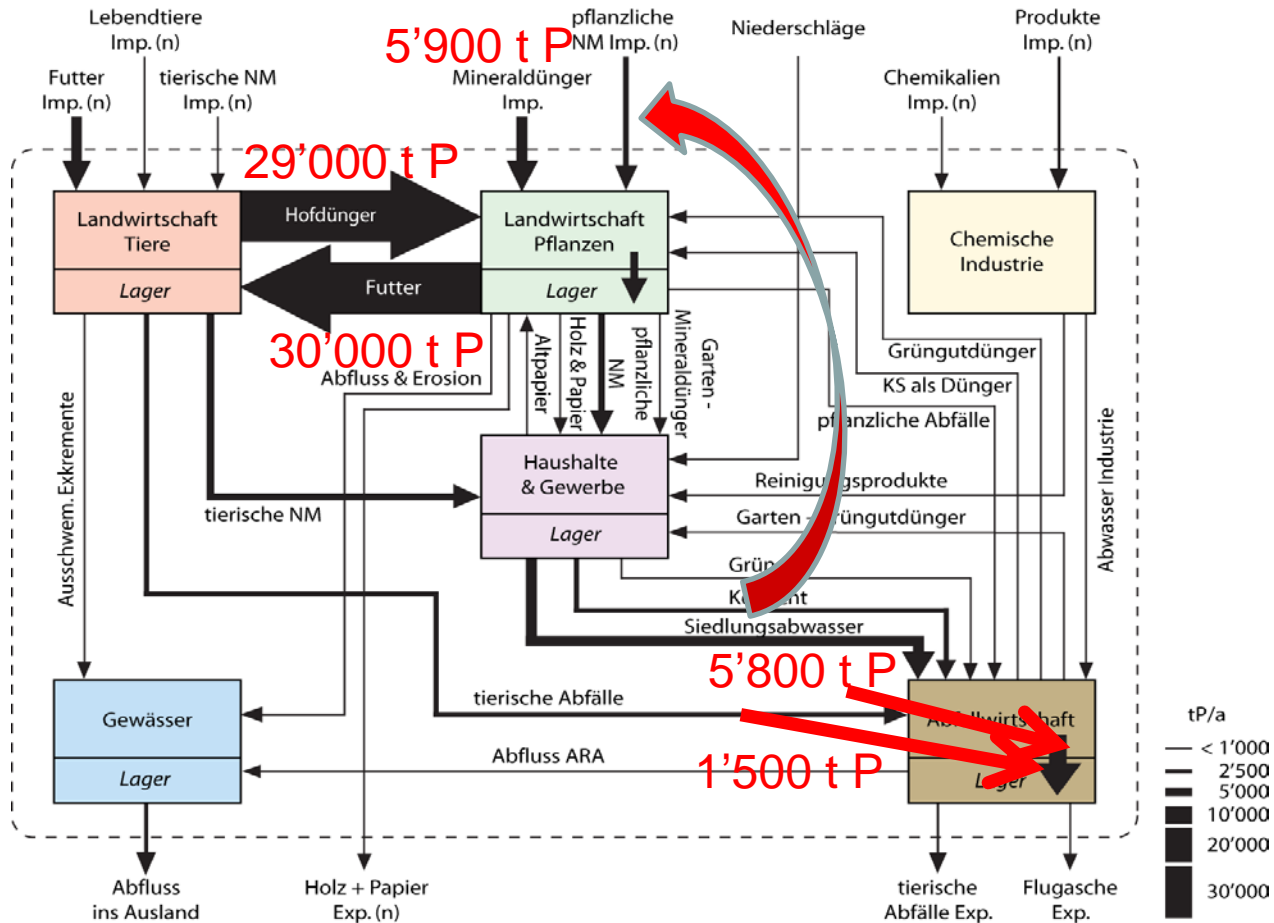 Lebendtiere
Imp. (n)
Futter
Imp. (n)
tierische NM
Imp. (n)
5’900 t P
Mineraldünger
Imp.
pflanzliche
NM Imp. (n)
Niederschläge
Chemikalien
Imp. (n)
Produkte
Imp. (n)
29’000 t P
Landwirtschaft
Tiere
Lager
Hofdünger
Futter
30’000 t P
Landwirtschaft
Pflanzen
Lager
Chemische
Industrie
Abfluss & Erosion
Altpapier
Holz & Papier
pflanzliche
NM
Garten -
Mineraldünger
Grüngutdünger
KS als Dünger
pflanzliche Abfälle
Ausschwem. Exkremente
tierische NM
Haushalte
& Gewerbe
Lager
Reinigungsprodukte
Garten - Grüngutdünger
Abwasser Industrie
Siedlungsabwasser
5’800 t P
1’500 t P
tierische Abfälle
Abfluss ARA
Gewässer
Lager
Abfallwirtschaft
Lager
Abfluss
ins Ausland
Holz + Papier
Exp. (n)
tierische
Abfälle Exp.
Flugasche
Exp.
tP/a
< 1’000
2’500
5’000
10’000
20’000
30’000